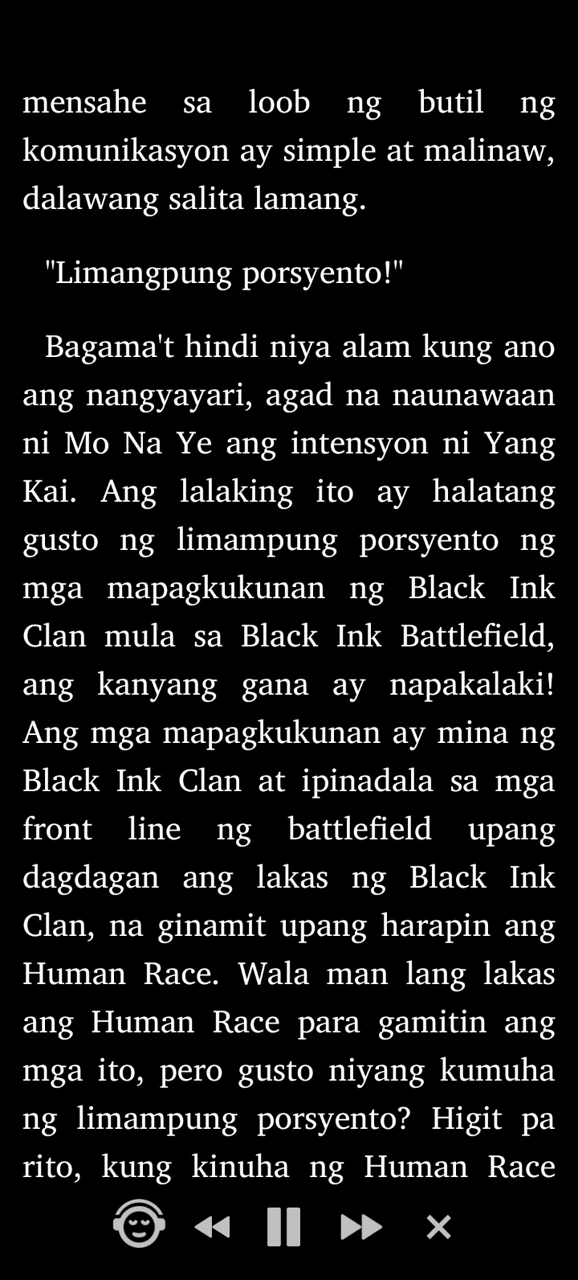 mensahe sa loob ng butil ng
komunikasyon ay simple at malinaw,
dalawang salita lamang.
"Limangpung porsyento!"
Bagama't hindi niya alam kung ano
ang nangyayari, agad na naunawaan
ni Mo Na Ye ang intensyon ni Yang
Kai. Ang lalaking ito ay halatang
gusto ng limampung porsyento ng
mga mapagkukunan ng Black Ink
Clan mula sa Black Ink Battlefield,
ang kanyang gana ay napakalaki!
Ang mga mapagkukunan ay mina ng
Black Ink Clan at ipinadala sa mga
front line ng battlefield upang
dagdagan ang lakas ng Black Ink
Clan, na ginamit upang harapin ang
Human Race. Wala man lang lakas
ang Human Race para gamitin ang
mga ito, pero gusto niyang kumuha
ng limampung porsyento? Higit pa
rito, kung kinuha ng Human Race